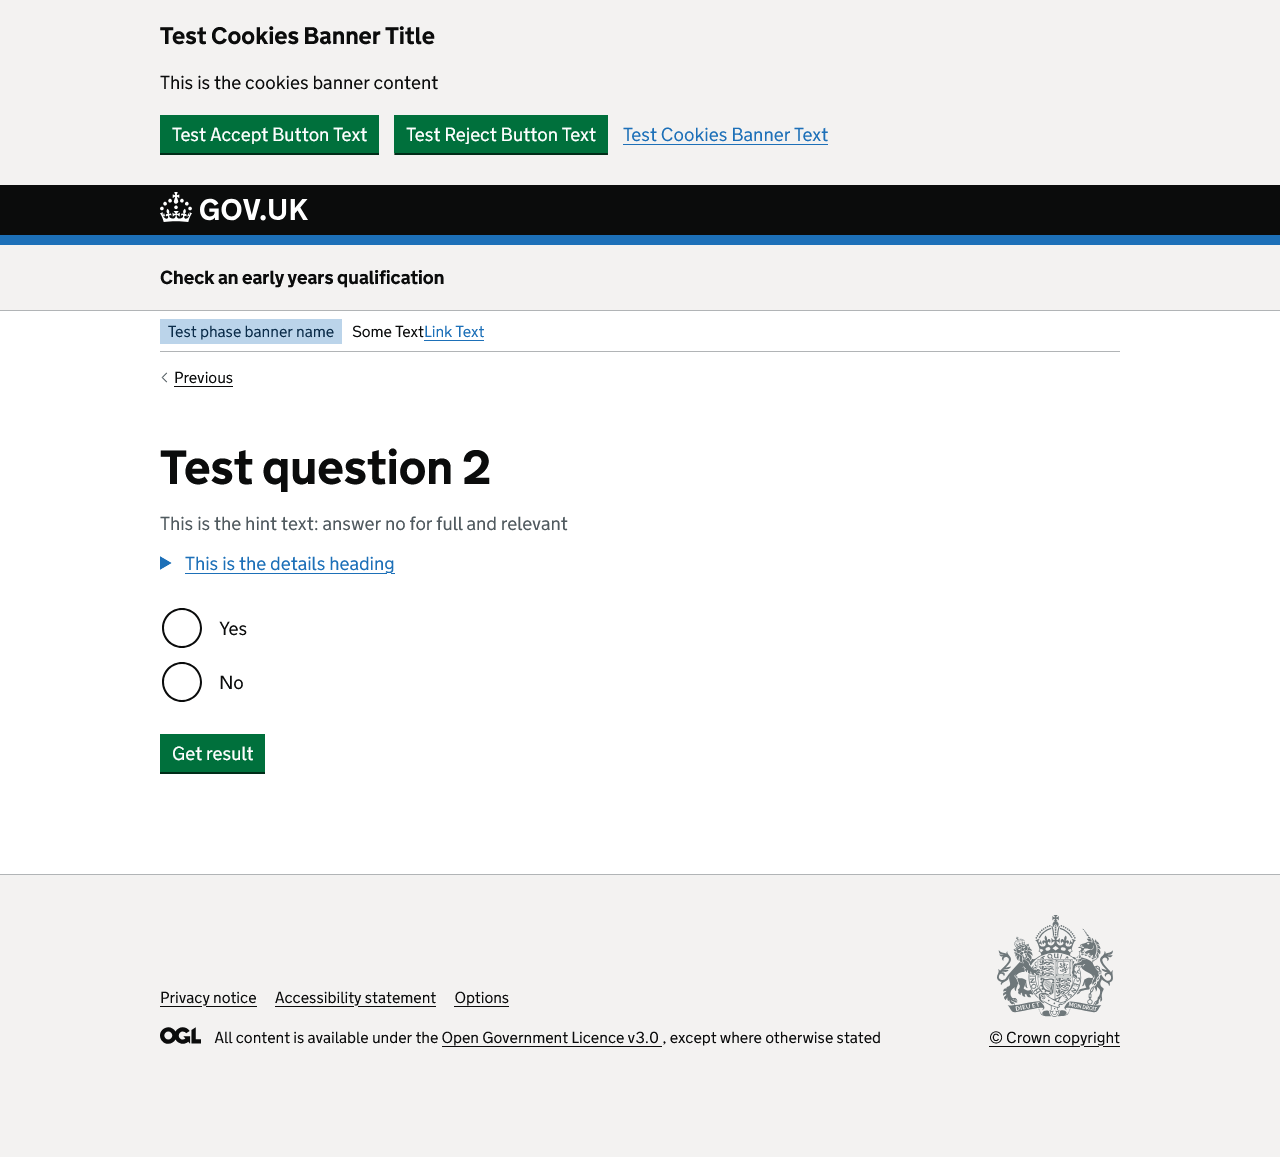 Test Cookies Banner Title
This is the cookies banner content
Test Accept Button Text Test Reject Button Text Test Cookies Banner Text
GOV.UK
Check an early years qualification
Test phase banner name Some TextLink Text
Previous
Test question 2
This is the hint text: answer no for full and relevant
This is the details heading
Yes
No
Get result
Privacy notice Accessibility statement Options
OGL All content is available under the Open Government Licence v3.0 , except where otherwise stated
© Crown copyright